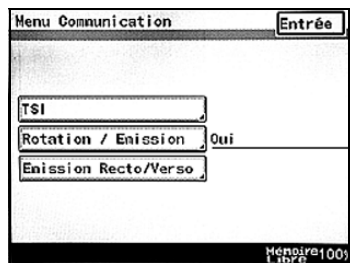 Menu Communication
Entrée
TSI
Rotation / Emission Oui
Emission Recto/Verso
Mémoire 100%
Libre